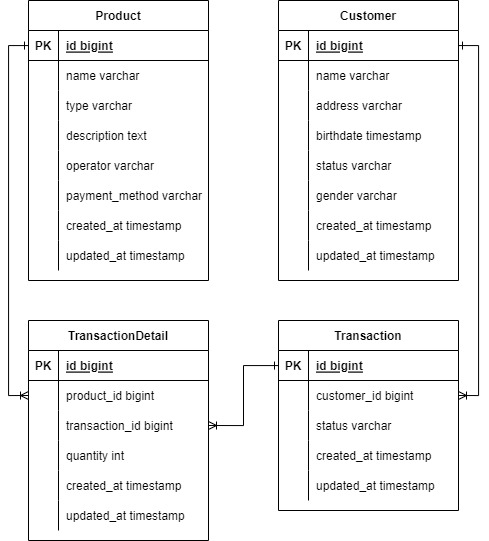 Product
PK id bigint
name varchar
type varchar
description text
operator varchar
payment_method varchar
created_at timestamp
updated_at timestamp
Customer
PK id bigint
name varchar
address varchar
birthdate timestamp
status varchar
gender varchar
created_at timestamp
updated_at timestamp
TransactionDetail
PK id bigint
product_id bigint
transaction_id bigint
quantity int
created_at timestamp
updated_at timestamp
Transaction
PK id bigint
customer_id bigint
status varchar
created_at timestamp
updated_at timestamp